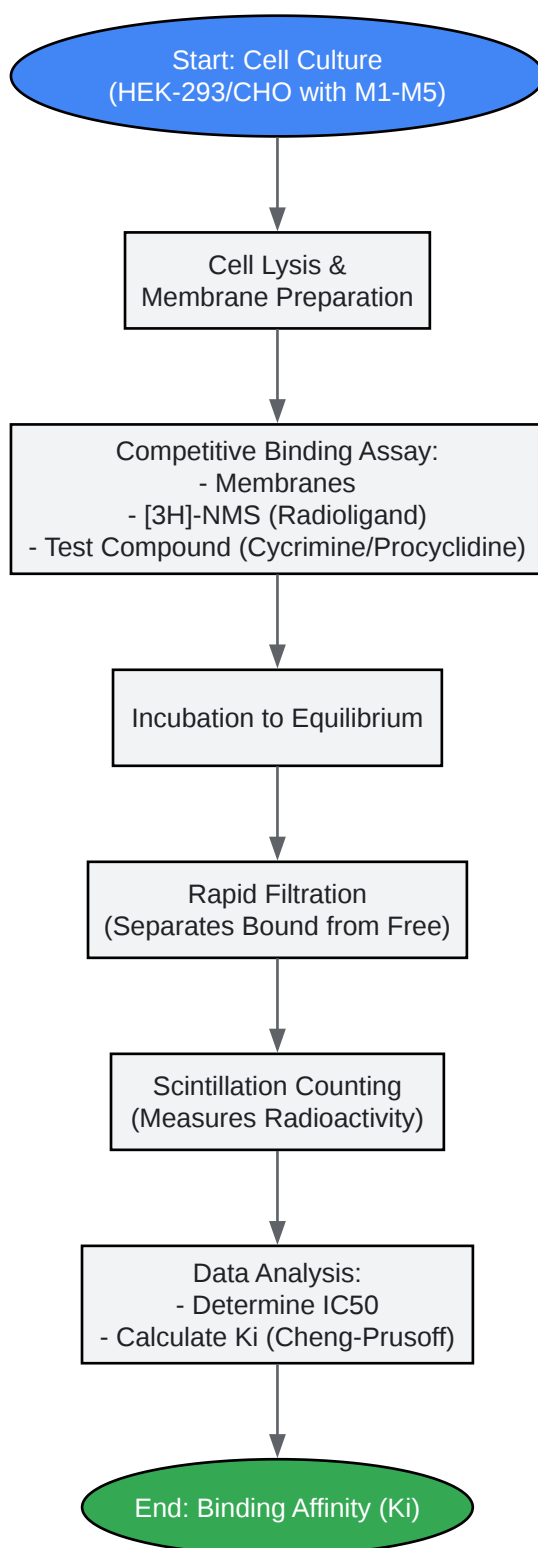 Start: Cell Culture
(HEK-293/CHO with M1-M5)
Cell Lysis &
Membrane Preparation
Competitive Binding Assay:
- Membranes
- [3H]-NMS (Radioligand)
- Test Compound (Cycrimine/Procyclidine)
Incubation to Equilibrium
Rapid Filtration
(Separates Bound from Free)
Scintillation Counting
(Measures Radioactivity)
Data Analysis:
- Determine IC50
- Calculate Ki (Cheng-Prusoff)
End: Binding Affinity (Ki)